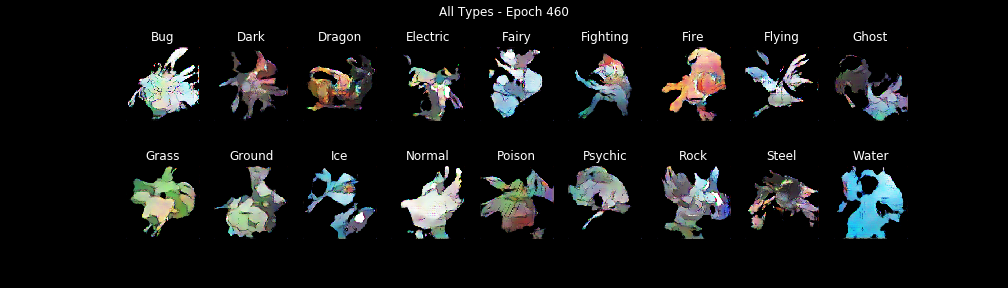 All Types - Epoch 460
Bug Dark Dragon Electric Fairy Fighting Fire Flying Ghost
Grass Ground Ice Normal Poison Psychic Rock Steel Water